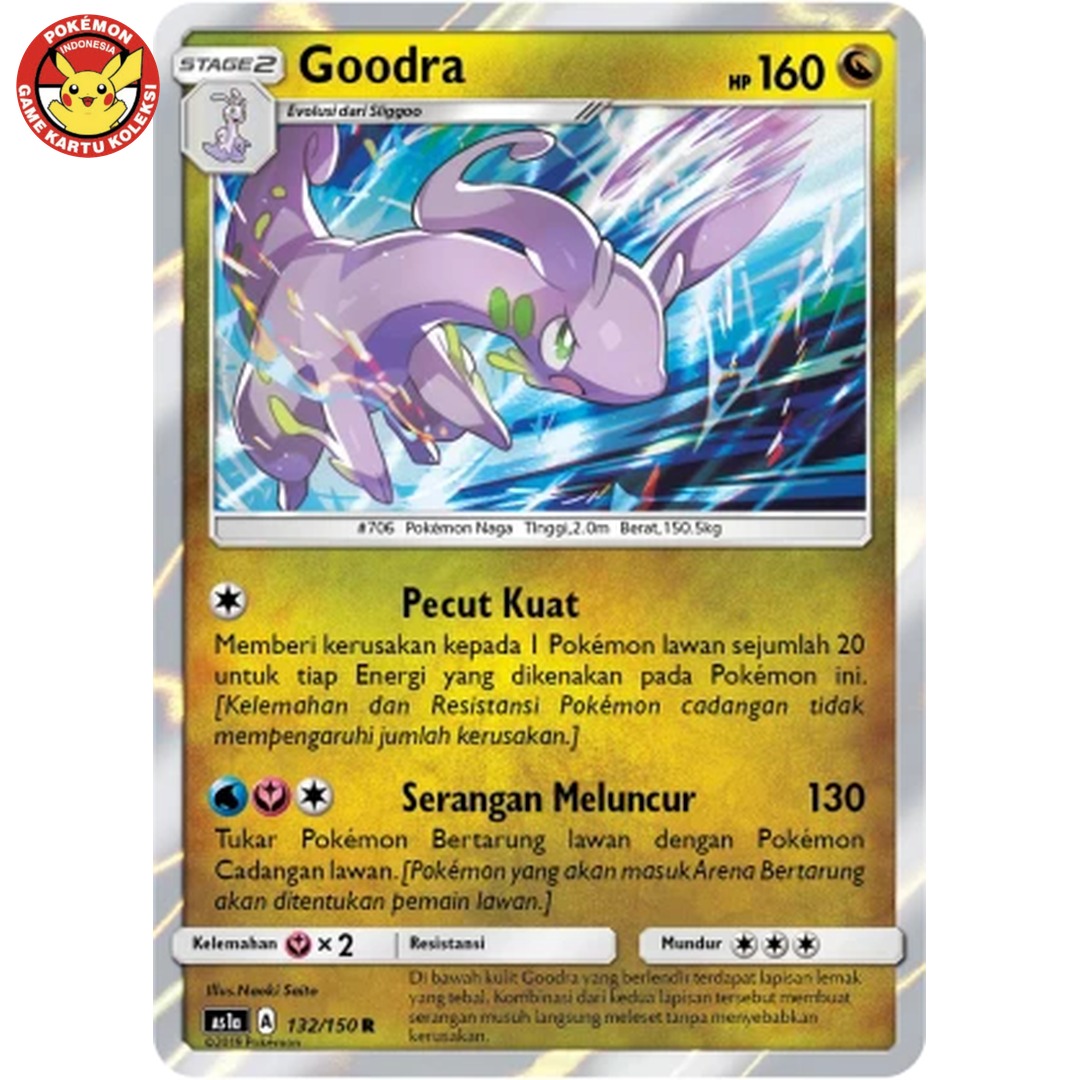 POKÉMON
INDONESIA
GAME KARTU KOLEKSI
STAGE2
Goodra
HP 160
Evolusi dari Sliggoo
#706 Pokémon Naga TInggi,2.0m Berat,150.5kg
Pecut Kuat
Memberi kerusakan kepada 1 Pokémon lawan sejumlah 20
untuk tiap Energi yang dikenakan pada Pokémon ini.
[Kelemahan dan Resistansi Pokémon cadangan tidak
mempengaruhi jumlah kerusakan.]
Serangan Meluncur 130
Tukar Pokémon Bertarung lawan dengan Pokémon
Cadangan lawan.[Pokémon yang akan masuk Arena Bertarung
akan ditentukan pemain lawan.]
Kelemahan × 2 Resistansi Mundur
Di bawah kulit Goodra yang berlendir terdapat lapisan lemak
yang tebal. Kombinasi dari kedua lapisan tersebut membuat
serangan musuh langsung meleset tanpa menyebabkan
kerusakan.
Illus.Naoki Saito
AS1a A 132/150 R
©2019 Pokémon